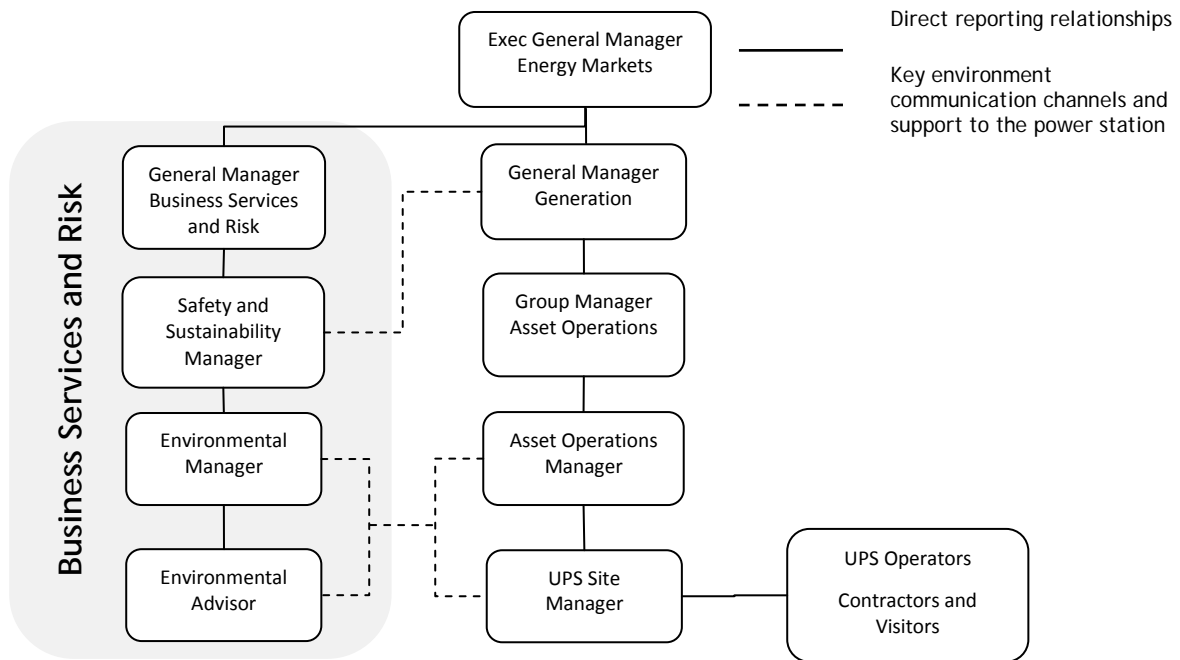 Exec General Manager
Energy Markets
Direct reporting relationships
Key environment
communication channels and
support to the power station
Business Services and Risk
General Manager
Business Services
and Risk
General Manager
Generation
Safety and
Sustainability
Manager
Group Manager
Asset Operations
Environmental
Manager
Asset Operations
Manager
Environmental
Advisor
UPS Site
Manager
UPS Operators
Contractors and
Visitors